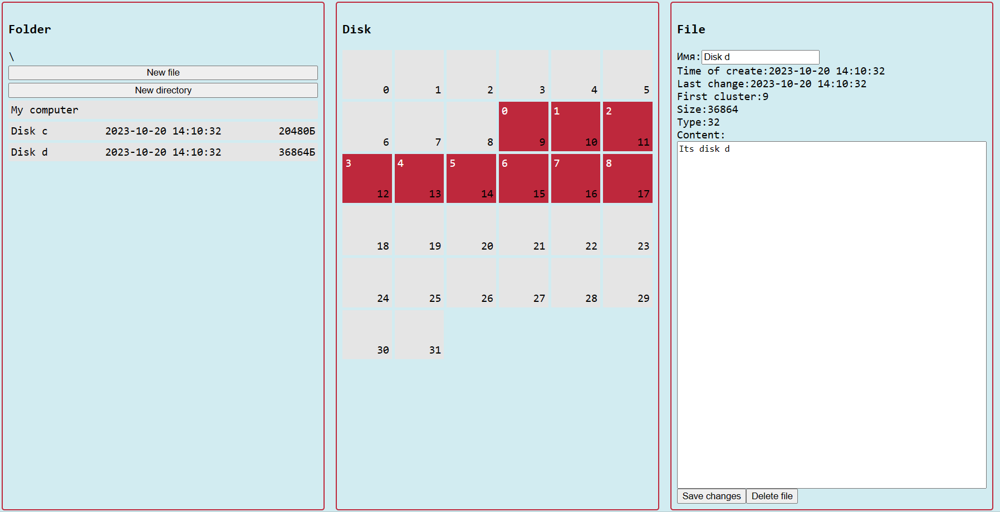 Folder
\
New file
New directory
My computer
Disk c 2023-10-20 14:10:32 20480Б
Disk d 2023-10-20 14:10:32 36864Б
Disk
0 1 2 3 4 5
0 1 2
6 7 8 9 10 11
3 4 5 6 7 8
12 13 14 15 16 17
18 19 20 21 22 23
24 25 26 27 28 29
30 31
File
Имя: Disk d
Time of create:2023-10-20 14:10:32
Last change:2023-10-20 14:10:32
First cluster:9
Size:36864
Type:32
Content:
Its disk d
Save changes Delete file